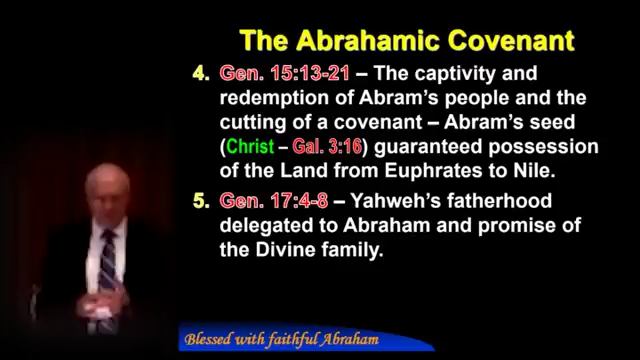 The Abrahamic Covenant
4. Gen. 15:13-21 – The captivity and
redemption of Abram's people and the
cutting of a covenant – Abram's seed
(Christ – Gal. 3:16) guaranteed possession
of the Land from Euphrates to Nile.
5. Gen. 17:4-8 – Yahweh's fatherhood
delegated to Abraham and promise of
the Divine family.
Blessed with faithful Abraham